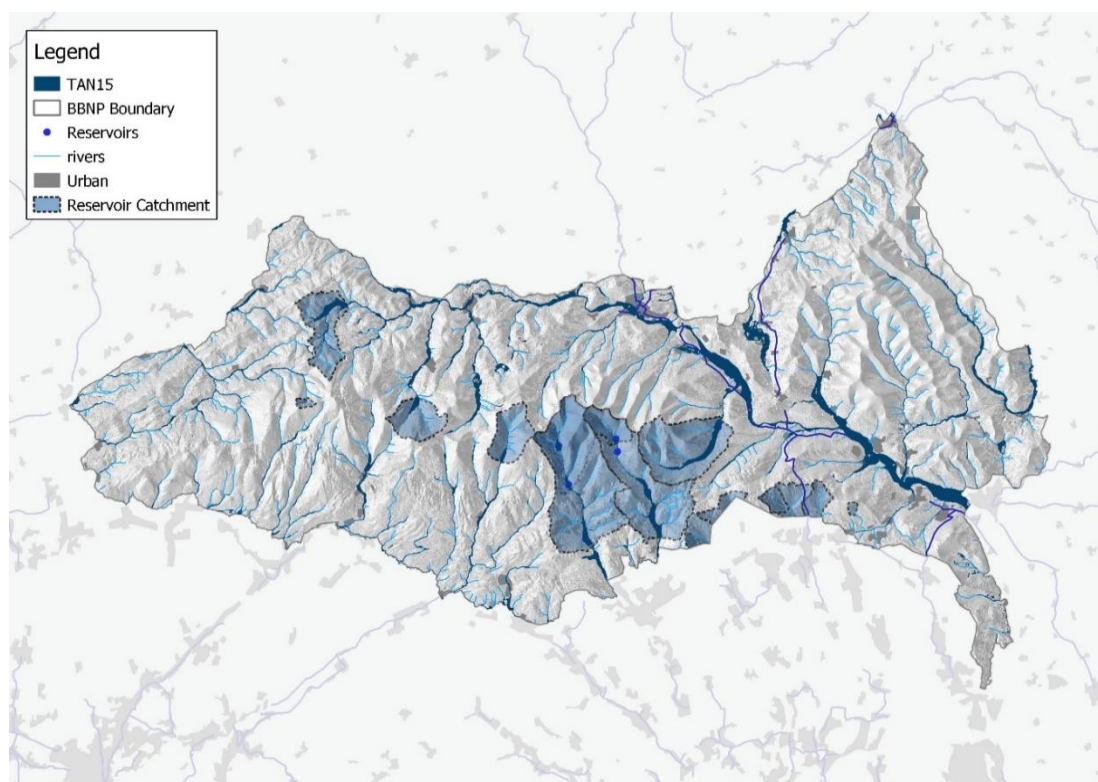 Legend
TAN15
BBNP Boundary
Reservoirs
rivers
Urban
Reservoir Catchment